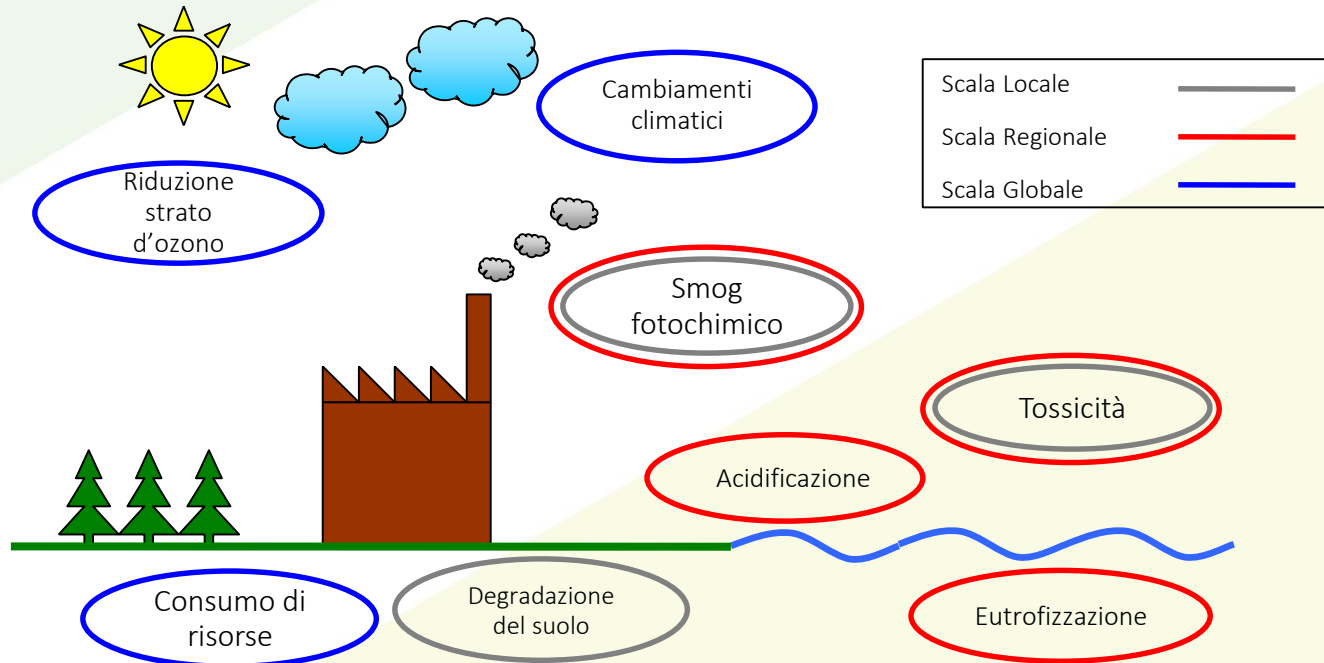 Cambiamenti
climatici
Scala Locale
Scala Regionale
Scala Globale
Riduzione
strato
d’ozono
Smog
fotochimico
Tossicità
Acidificazione
Consumo di
risorse
Degradazione
del suolo
Eutrofizzazione